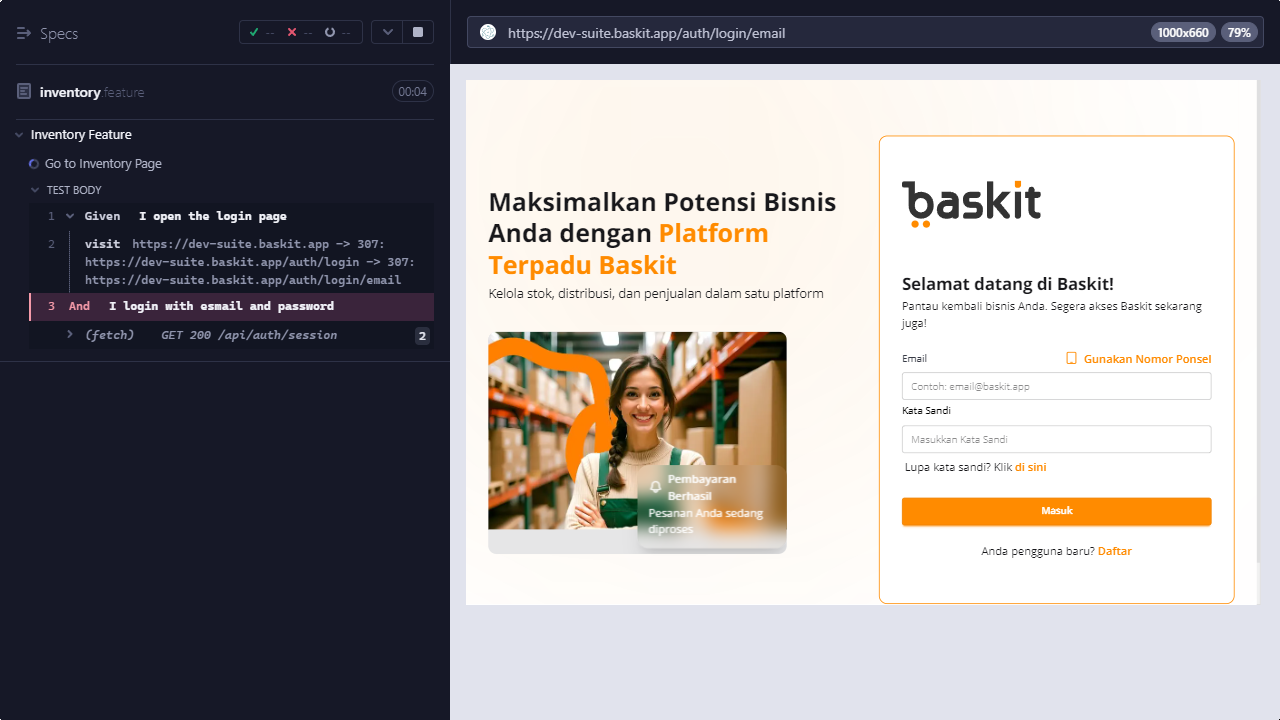 Specs
--
--
--
https://dev-suite.baskit.app/auth/login/email
1000x660
79%
inventory.feature
00:04
Inventory Feature
Go to Inventory Page
TEST BODY
1 Given I open the login page
2 visit https://dev-suite.baskit.app -> 307:
https://dev-suite.baskit.app/auth/login -> 307:
https://dev-suite.baskit.app/auth/login/email
3 And I login with esmail and password
(fetch) GET 200 /api/auth/session 2
Maksimalkan Potensi Bisnis
Anda dengan Platform
Terpadu Baskit
Kelola stok, distribusi, dan penjualan dalam satu platform
Pembayaran
Berhasil
Pesanan Anda sedang
diproses
baskit
Selamat datang di Baskit!
Pantau kembali bisnis Anda. Segera akses Baskit sekarang
juga!
Email
Gunakan Nomor Ponsel
Contoh: email@baskit.app
Kata Sandi
Masukkan Kata Sandi
Lupa kata sandi? Klik di sini
Masuk
Anda pengguna baru? Daftar